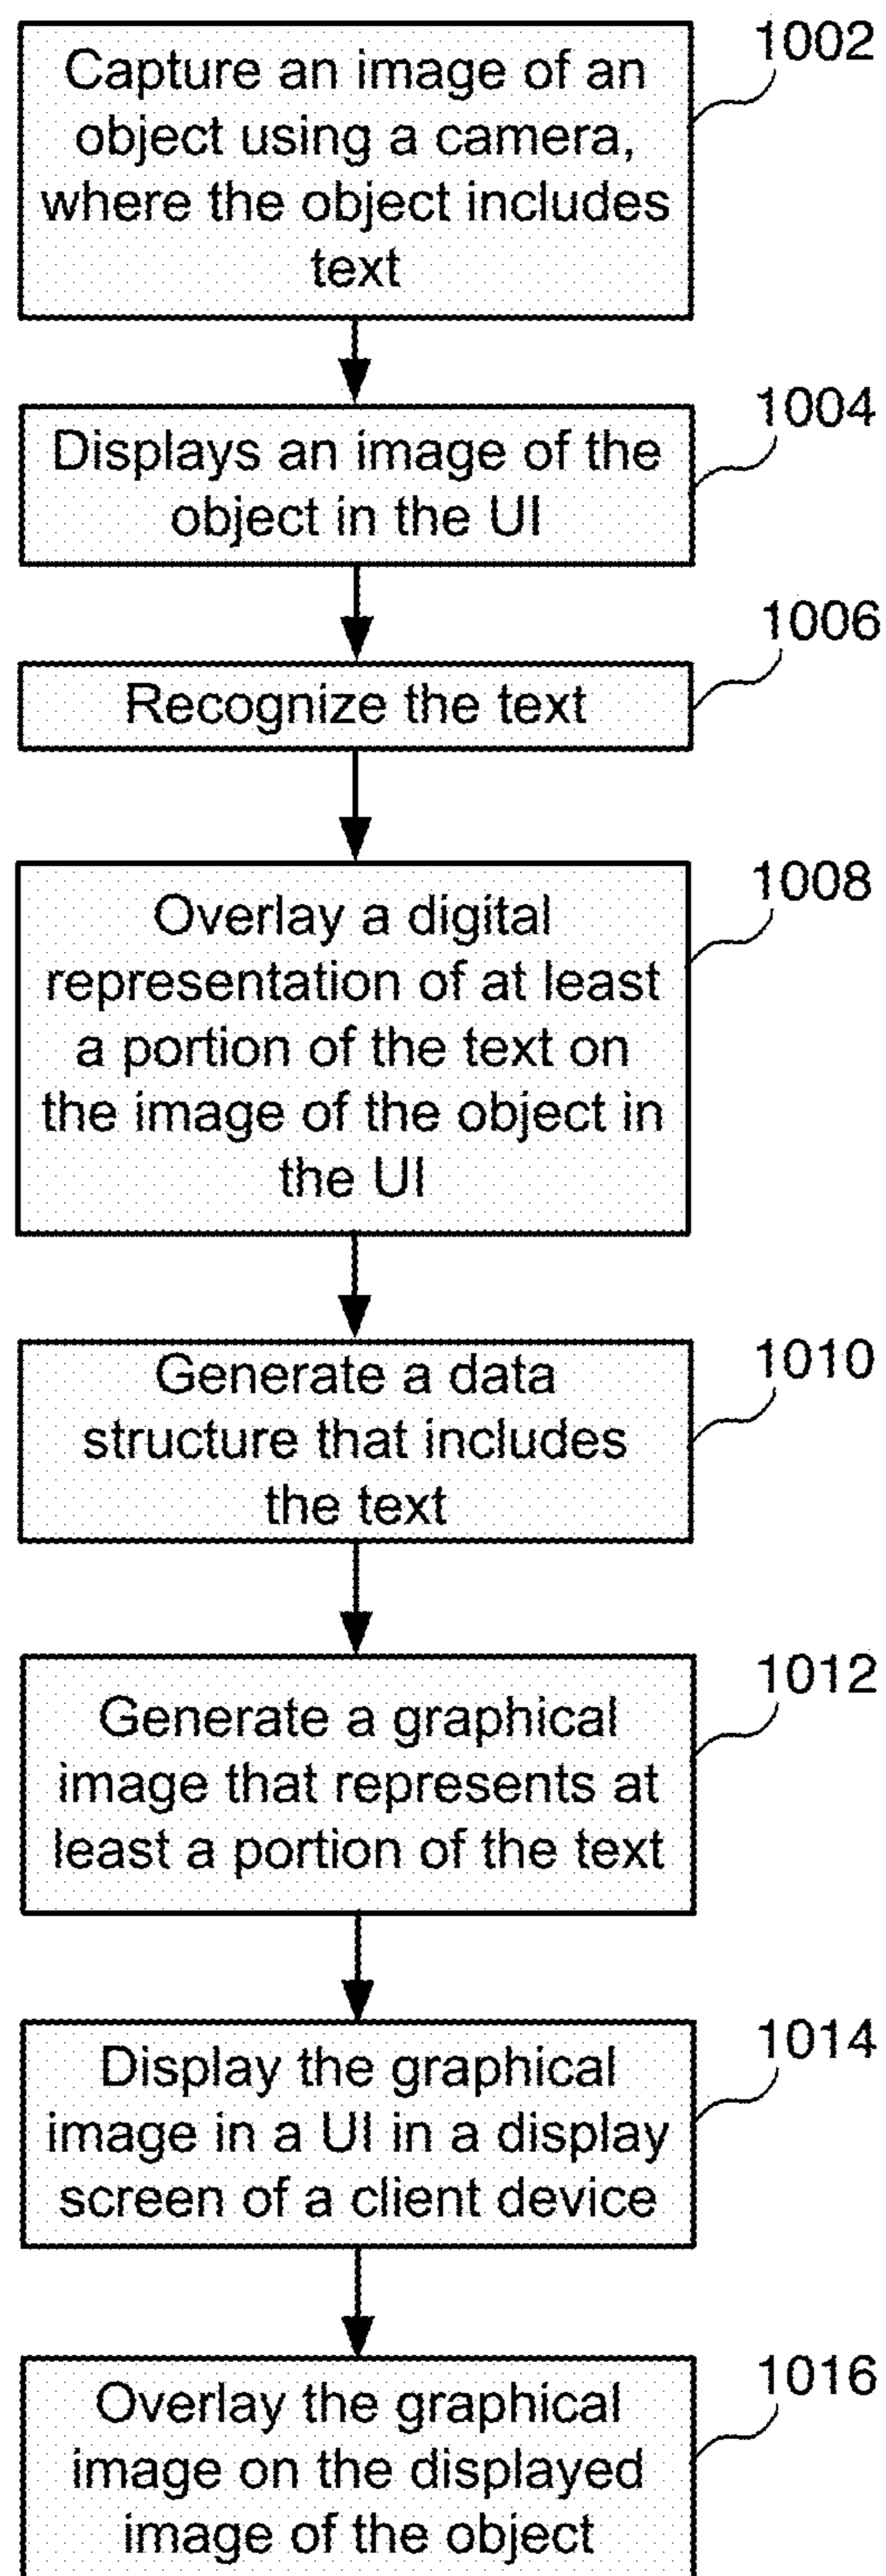 1002
Capture an image of an
object using a camera,
where the object includes
text
1004
Displays an image of the
object in the UI
1006
Recognize the text
1008
Overlay a digital
representation of at least
a portion of the text on
the image of the object in
the UI
1010
Generate a data
structure that includes
the text
1012
Generate a graphical
image that represents at
least a portion of the text
1014
Display the graphical
image in a UI in a display
screen of a client device
1016
Overlay the graphical
image on the displayed
image of the object